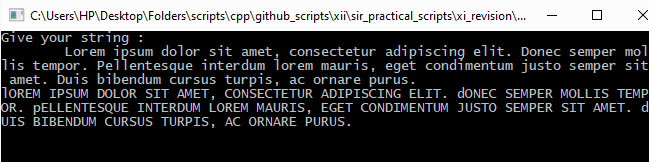 C:\Users\HP\Desktop\Folders\scripts\cpp\github_scripts\xii\sir_practical_scripts\xi_revision\...
Give your string :
        Lorem ipsum dolor sit amet, consectetur adipiscing elit. Donec semper mol
lis tempor. Pellentesque interdum lorem mauris, eget condimentum justo semper sit
 amet. Duis bibendum cursus turpis, ac ornare purus.
lOREM IPSUM DOLOR SIT AMET, CONSECTETUR ADIPISCING ELIT. dONEC SEMPER MOLLIS TEMP
OR. pELLENTESQUE INTERDUM LOREM MAURIS, EGET CONDIMENTUM JUSTO SEMPER SIT AMET. d
UIS BIBENDUM CURSUS TURPIS, AC ORNARE PURUS.